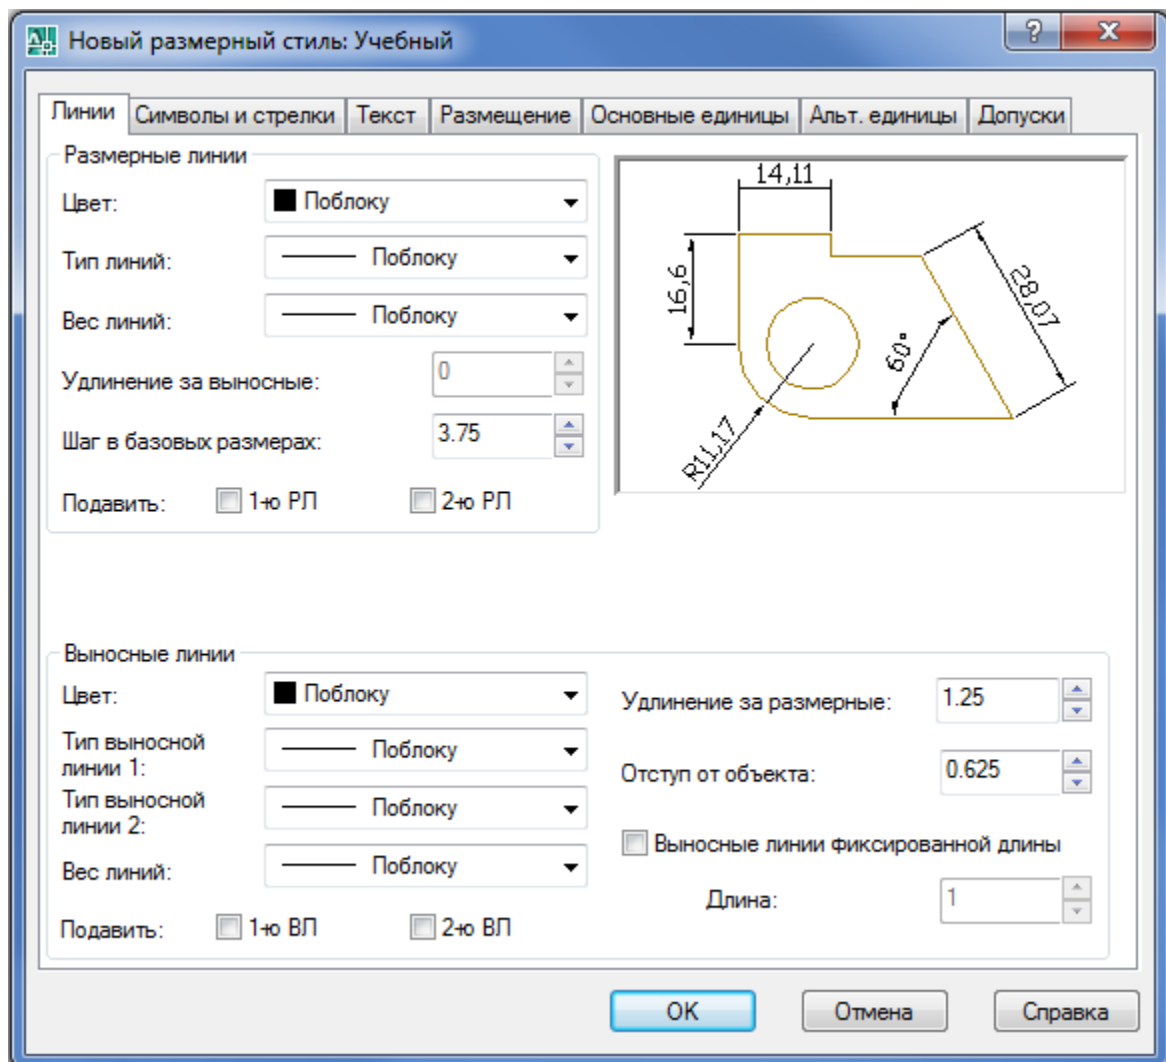 Новый размерный стиль: Учебный
?
X
Линии
Символы и стрелки
Текст
Размещение
Основные единицы
Альт. единицы
Допуски
Размерные линии
Цвет:
Поблоку
Тип линий:
Поблоку
Вес линий:
Поблоку
Удлинение за выносные:
0
Шаг в базовых размерах:
3.75
Подавить:
1-ю РЛ
2-ю РЛ
14,11
16,6
28,07
60°
R11,17
Выносные линии
Цвет:
Поблоку
Тип выносной
линии 1:
Поблоку
Тип выносной
линии 2:
Поблоку
Вес линий:
Поблоку
Подавить:
1-ю ВЛ
2-ю ВЛ
Удлинение за размерные:
1.25
Отступ от объекта:
0.625
Выносные линии фиксированной длины
Длина:
1
OK
Отмена
Справка